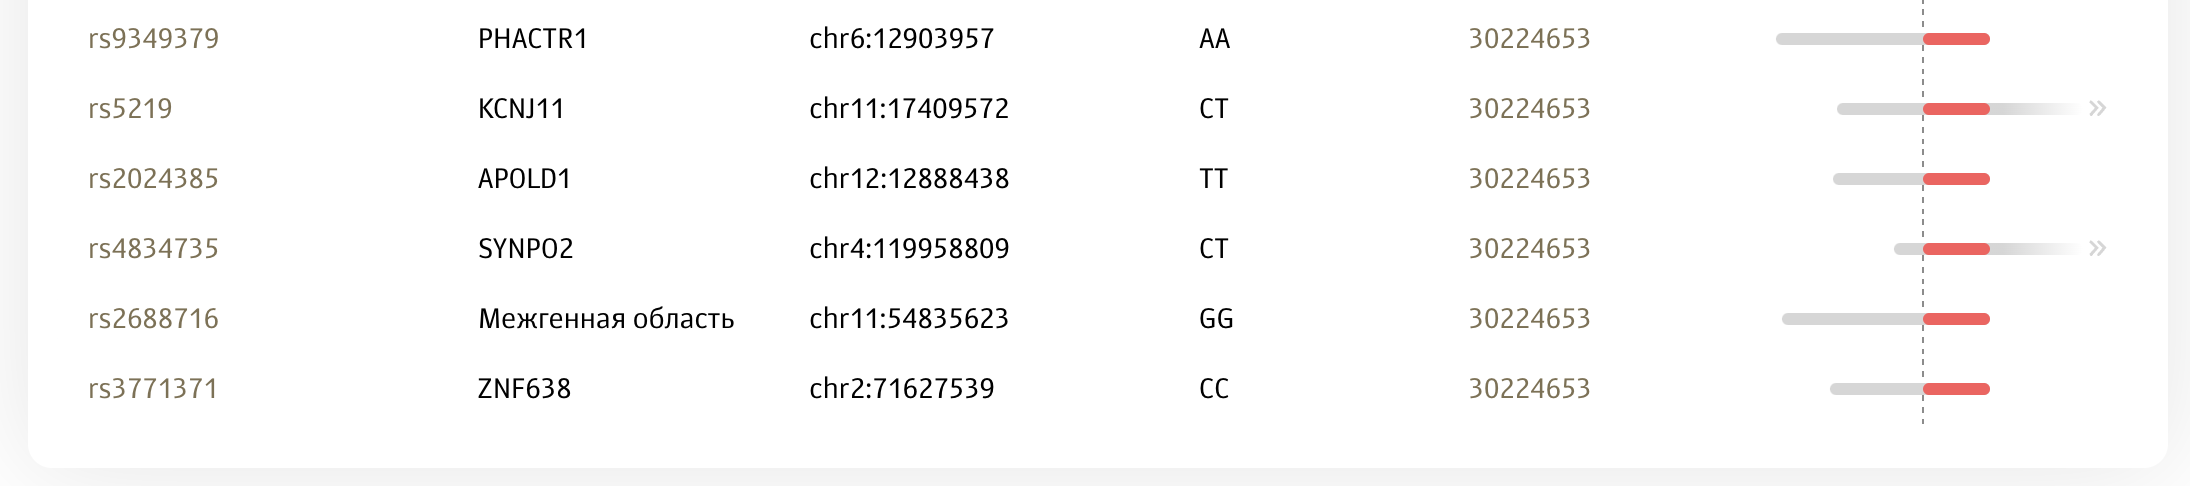 rs9349379 PHACTR1 chr6:12903957 AA 30224653
rs5219 KCNJ11 chr11:17409572 CT 30224653 »
rs2024385 APOLD1 chr12:12888438 TT 30224653
rs4834735 SYNPO2 chr4:119958809 CT 30224653 »
rs2688716 Межгенная область chr11:54835623 GG 30224653
rs3771371 ZNF638 chr2:71627539 CC 30224653